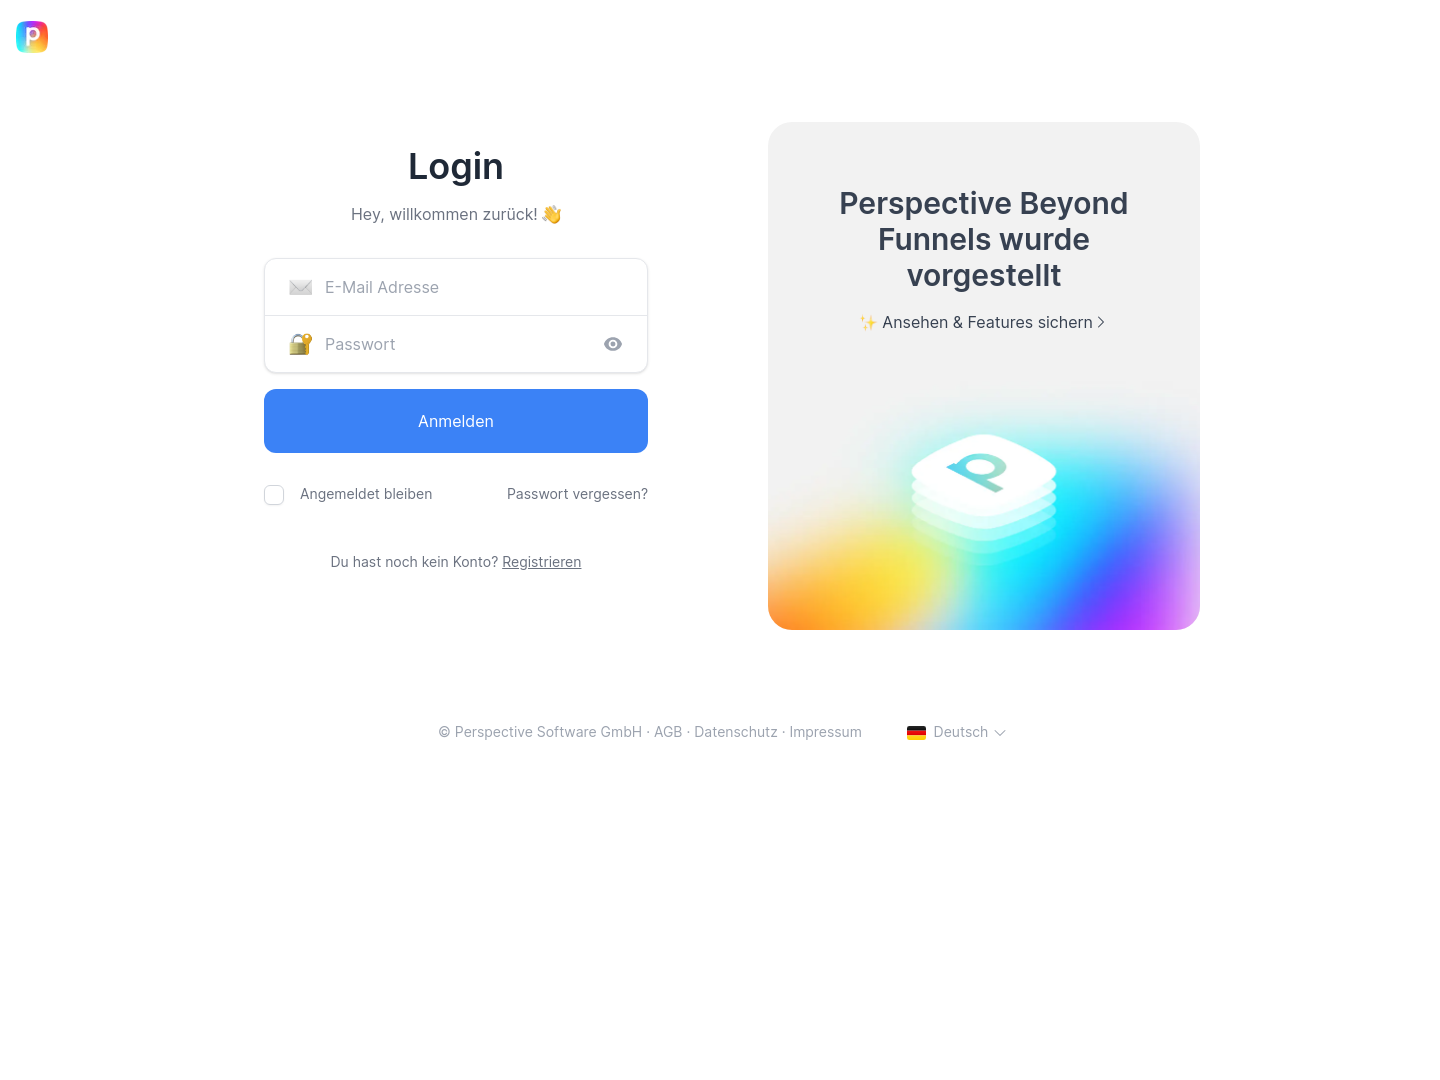 Login
Hey, willkommen zurück! 👋
E-Mail Adresse
Passwort
Anmelden
Angemeldet bleiben
Passwort vergessen?
Du hast noch kein Konto? Registrieren
Perspective Beyond
Funnels wurde
vorgestellt
✨ Ansehen & Features sichern
© Perspective Software GmbH · AGB · Datenschutz · Impressum
Deutsch